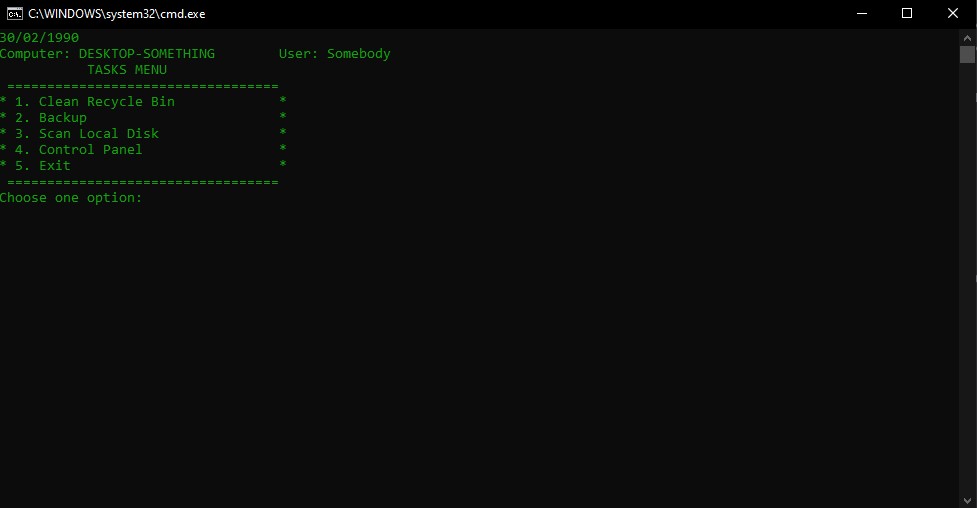 C:\WINDOWS\system32\cmd.exe
30/02/1990
Computer: DESKTOP-SOMETHING        User: Somebody
           TASKS MENU
 ==================================
* 1. Clean Recycle Bin             *
* 2. Backup                        *
* 3. Scan Local Disk               *
* 4. Control Panel                 *
* 5. Exit                          *
 ==================================
Choose one option: